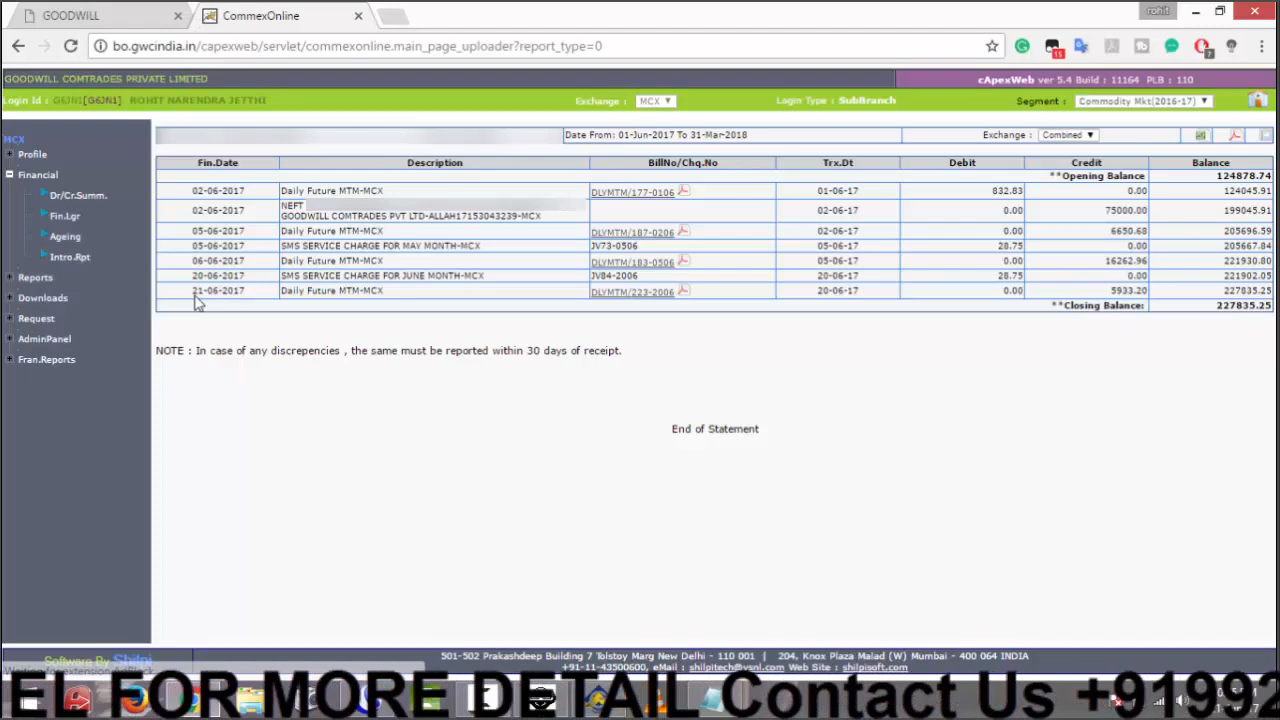 GOODWILL
CommexOnline
rohit
bo.gwcindia.in/capexweb/servlet/commexonline.main_page_uploader?report_type=0
15
7
GOODWILL COMTRADES PRIVATE LIMITED
cApexWeb ver 5.4 Build : 11164 PLB : 110
Login Id : G6JN1[G6JN1] ROHIT NARENDRA JETTHI
Exchange : MCX
Login Type : SubBranch
Segment : Commodity Mkt(2016-17)
MCX
Profile
Financial
Dr/Cr.Summ.
Fin.Lgr
Ageing
Intro.Rpt
Reports
Downloads
Request
AdminPanel
Fran.Reports
Date From: 01-Jun-2017 To 31-Mar-2018
Exchange : Combined
Fin.Date Description BillNo/Chq.No Trx.Dt Debit Credit Balance
**Opening Balance 124878.74
02-06-2017 Daily Future MTM-MCX DLYMTM/177-0106 01-06-17 832.83 0.00 124045.91
02-06-2017 NEFT
GOODWILL COMTRADES PVT LTD-ALLAH17153043239-MCX 02-06-17 0.00 75000.00 199045.91
05-06-2017 Daily Future MTM-MCX DLYMTM/187-0206 02-06-17 0.00 6650.68 205696.59
05-06-2017 SMS SERVICE CHARGE FOR MAY MONTH-MCX JV73-0506 05-06-17 28.75 0.00 205667.84
06-06-2017 Daily Future MTM-MCX DLYMTM/183-0506 05-06-17 0.00 16262.96 221930.80
20-06-2017 SMS SERVICE CHARGE FOR JUNE MONTH-MCX JV84-2006 20-06-17 28.75 0.00 221902.05
21-06-2017 Daily Future MTM-MCX DLYMTM/223-2006 20-06-17 0.00 5933.20 227835.25
**Closing Balance: 227835.25
NOTE : In case of any discrepencies , the same must be reported within 30 days of receipt.
End of Statement
Software By Shilpi
501-502 Prakashdeep Building 7 Tolstoy Marg New Delhi - 110 001 | 204, Knox Plaza Malad (W) Mumbai - 400 064 INDIA
+91-11-43500600, eMail : shilpitech@vsnl.com Web Site : shilpisoft.com
EL FOR MORE DETAIL Contact Us +9199